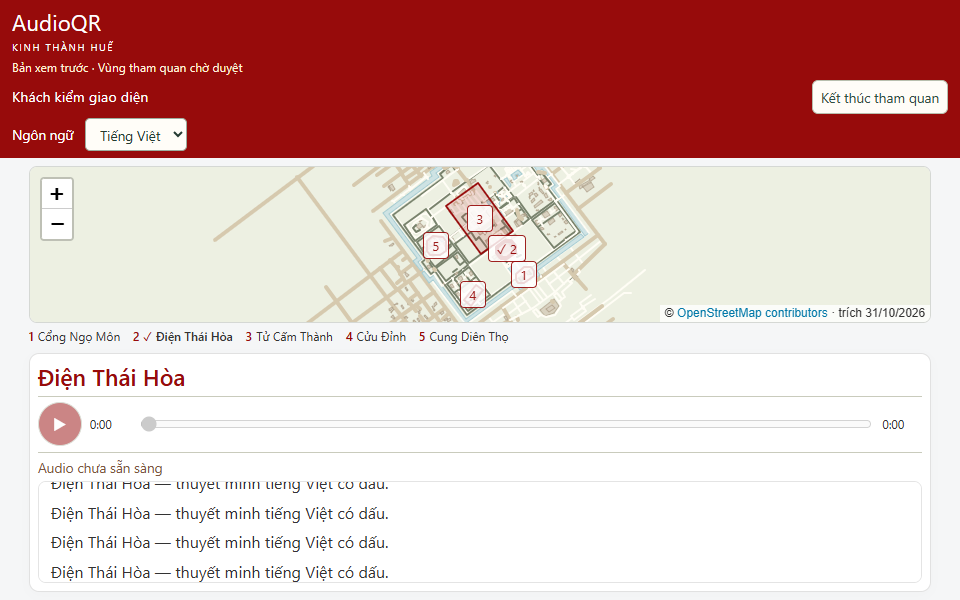 AudioQR
KINH THÀNH HUẾ
Bản xem trước · Vùng tham quan chờ duyệt
Khách kiểm giao diện
Kết thúc tham quan
Ngôn ngữ
Tiếng Việt
+
−
3
5
✓ 2
1
4
© OpenStreetMap contributors · trích 31/10/2026
1 Cổng Ngọ Môn 2 ✓ Điện Thái Hòa 3 Tử Cấm Thành 4 Cửu Đỉnh 5 Cung Diên Thọ
Điện Thái Hòa
0:00
0:00
Audio chưa sẵn sàng
Điện Thái Hòa — thuyết minh tiếng Việt có dấu.
Điện Thái Hòa — thuyết minh tiếng Việt có dấu.
Điện Thái Hòa — thuyết minh tiếng Việt có dấu.
Điện Thái Hòa — thuyết minh tiếng Việt có dấu.